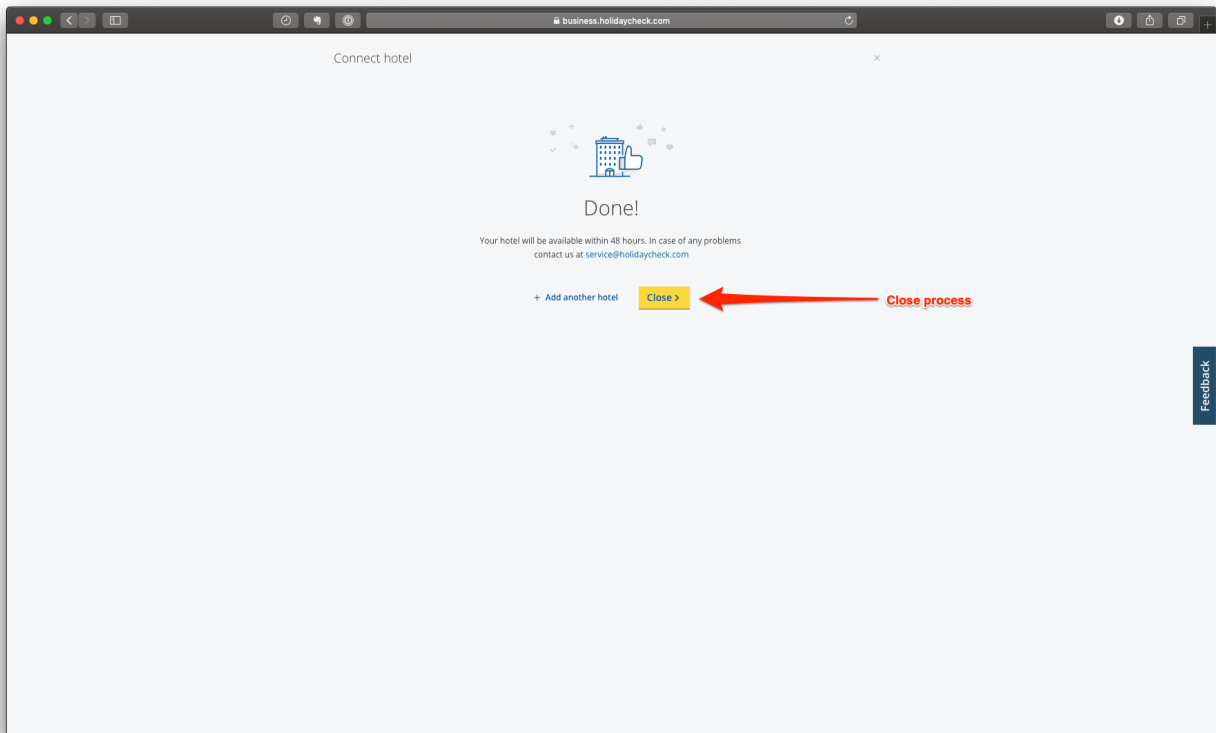 business.holidaycheck.com
Connect hotel
Done!
Your hotel will be available within 48 hours. In case of any problems
contact us at service@holidaycheck.com
+ Add another hotel
Close >
Close process
Feedback